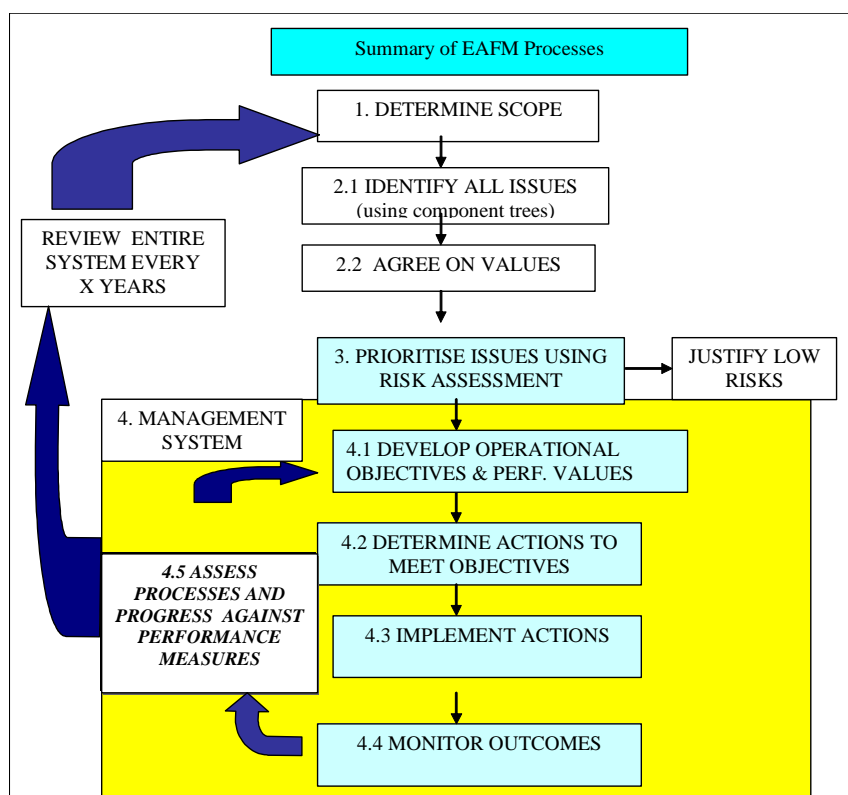 Summary of EAFM Processes
1. DETERMINE SCOPE
2.1 IDENTIFY ALL ISSUES
(using component trees)
REVIEW ENTIRE
SYSTEM EVERY
X YEARS
2.2 AGREE ON VALUES
3. PRIORITISE ISSUES USING
RISK ASSESSMENT
JUSTIFY LOW
RISKS
4. MANAGEMENT
SYSTEM
4.1 DEVELOP OPERATIONAL
OBJECTIVES & PERF. VALUES
4.2 DETERMINE ACTIONS TO
MEET OBJECTIVES
4.5 ASSESS
PROCESSES AND
PROGRESS AGAINST
PERFORMANCE
MEASURES
4.3 IMPLEMENT ACTIONS
4.4 MONITOR OUTCOMES